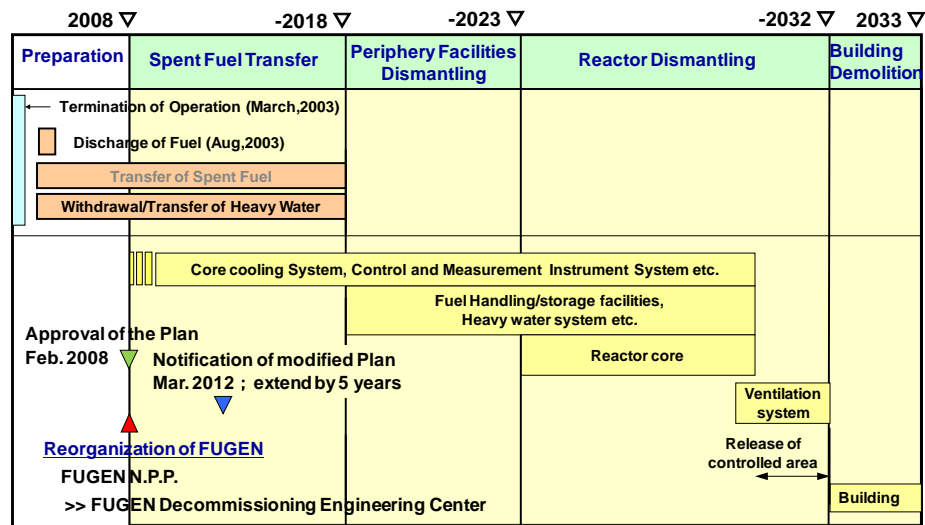 2008 ▽ -2018 ▽ -2023 ▽ -2032 ▽ 2033 ▽
Preparation
Spent Fuel Transfer
Periphery Facilities
Dismantling
Reactor Dismantling
Building
Demolition
Termination of Operation (March,2003)
Discharge of Fuel (Aug,2003)
Transfer of Spent Fuel
Withdrawal/Transfer of Heavy Water
Core cooling System, Control and Measurement Instrument System etc.
Fuel Handling/storage facilities,
Heavy water system etc.
Approval of the Plan
Feb. 2008
Notification of modified Plan
Mar. 2012 ; extend by 5 years
Reactor core
Ventilation
system
Reorganization of FUGEN
FUGEN N.P.P.
>> FUGEN Decommissioning Engineering Center
Release of
controlled area
Building